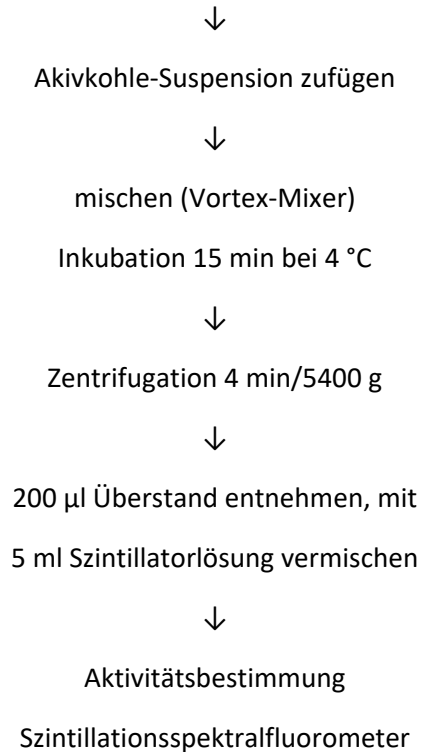 ↓
Akivkohle-Suspension zufügen
↓
mischen (Vortex-Mixer)
Inkubation 15 min bei 4 °C
↓
Zentrifugation 4 min/5400 g
↓
200 µl Überstand entnehmen, mit
5 ml Szintillatorlösung vermischen
↓
Aktivitätsbestimmung
Szintillationsspektralfluorometer